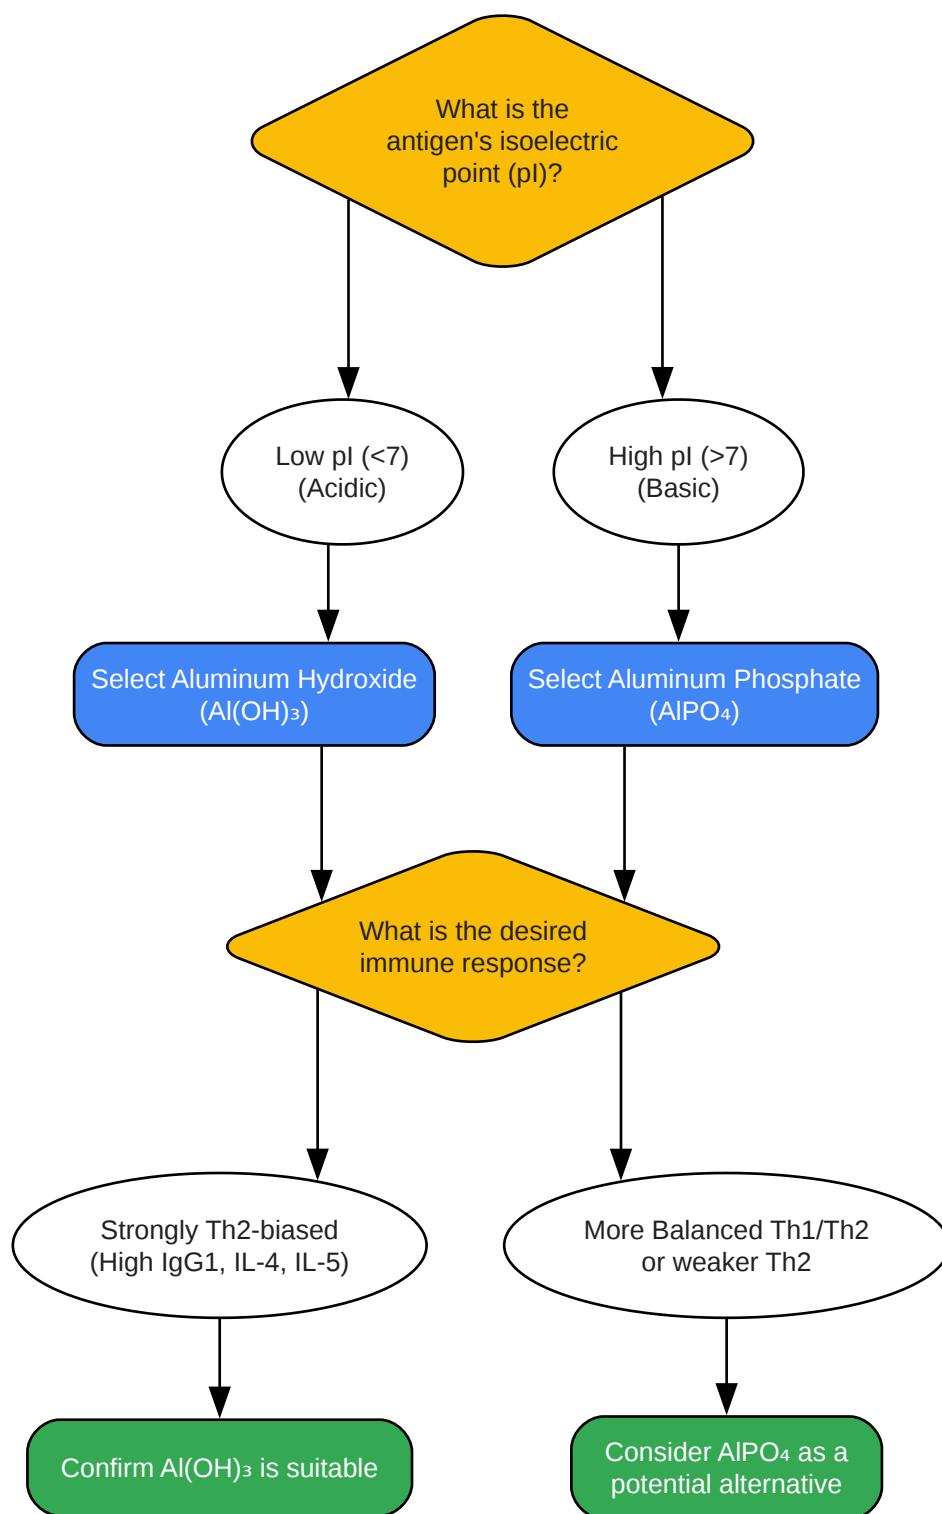 What is the
antigen's isoelectric
point (pI)?
Low pI (<7)
(Acidic)
High pI (>7)
(Basic)
Select Aluminum Hydroxide
(Al(OH)₃)
Select Aluminum Phosphate
(AlPO₄)
What is the desired
immune response?
Strongly Th2-biased
(High IgG1, IL-4, IL-5)
More Balanced Th1/Th2
or weaker Th2
Confirm Al(OH)₃ is suitable
Consider AlPO₄ as a
potential alternative